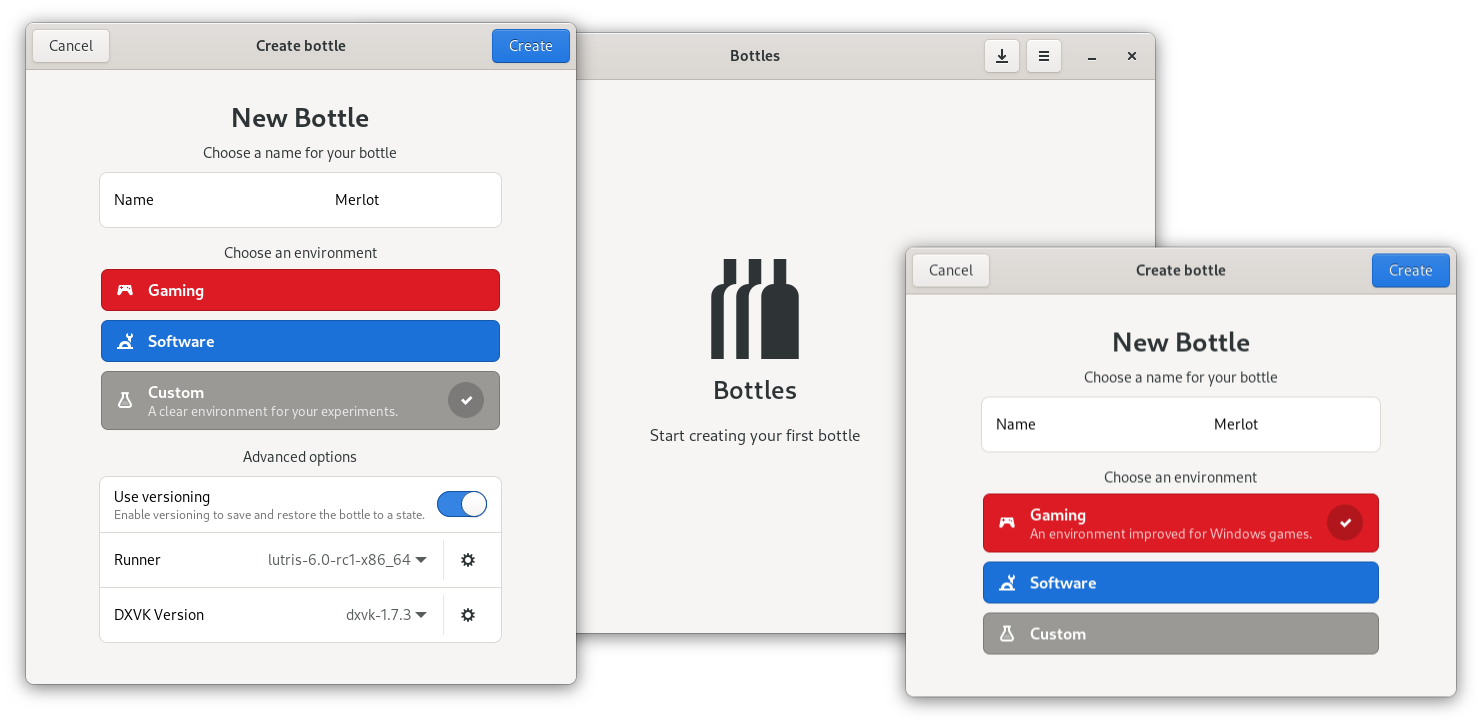 Cancel Create bottle Create
New Bottle
Choose a name for your bottle
Name Merlot
Choose an environment
Gaming
Software
Custom
A clear environment for your experiments.
Advanced options
Use versioning
Enable versioning to save and restore the bottle to a state.
Runner lutris-6.0-rc1-x86_64
DXVK Version dxvk-1.7.3
Bottles
Bottles
Start creating your first bottle
Cancel Create bottle Create
New Bottle
Choose a name for your bottle
Name Merlot
Choose an environment
Gaming
An environment improved for Windows games.
Software
Custom